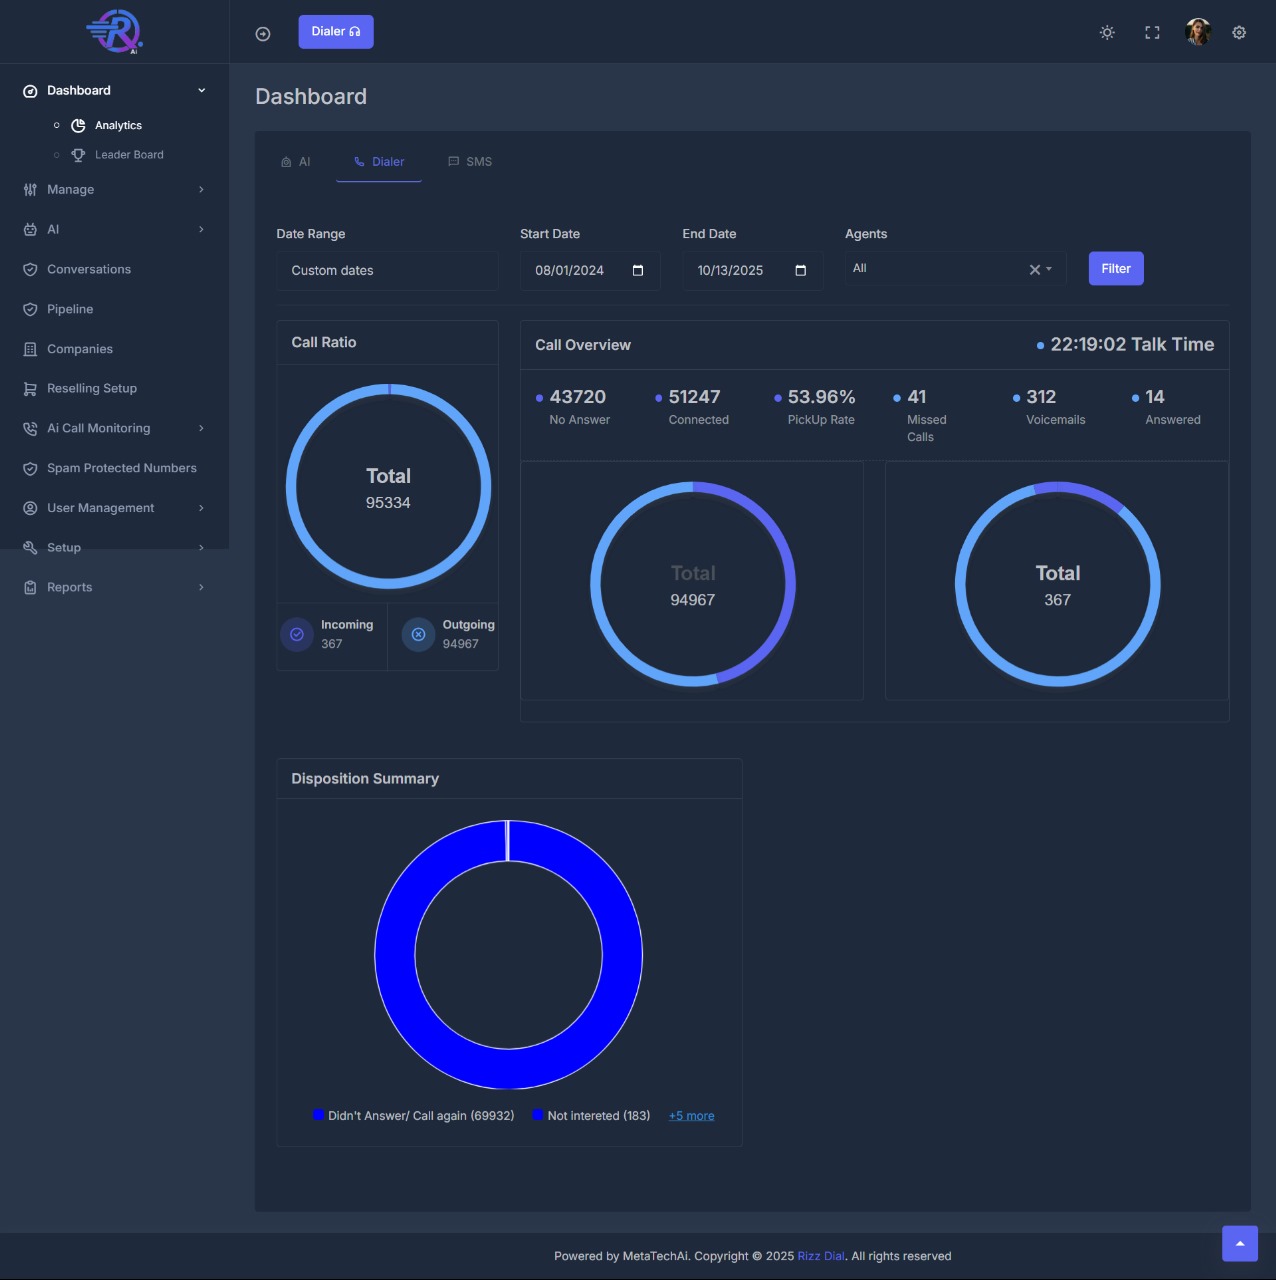 R
AI
Dialer
Dashboard
Analytics
Leader Board
Manage
AI
Conversations
Pipeline
Companies
Reselling Setup
Ai Call Monitoring
Spam Protected Numbers
User Management
Setup
Reports
Dashboard
AI Dialer SMS
Date Range Start Date End Date Agents
Custom dates 08/01/2024 10/13/2025 All Filter
Call Ratio
Total
95334
Incoming
367
Outgoing
94967
Call Overview 22:19:02 Talk Time
43720 51247 53.96% 41 312 14
No Answer Connected PickUp Rate Missed Voicemails Answered
Calls
Total
94967
Total
367
Disposition Summary
Didn't Answer/ Call again (69932) Not intereted (183) +5 more
Powered by MetaTechAi. Copyright © 2025 Rizz Dial. All rights reserved